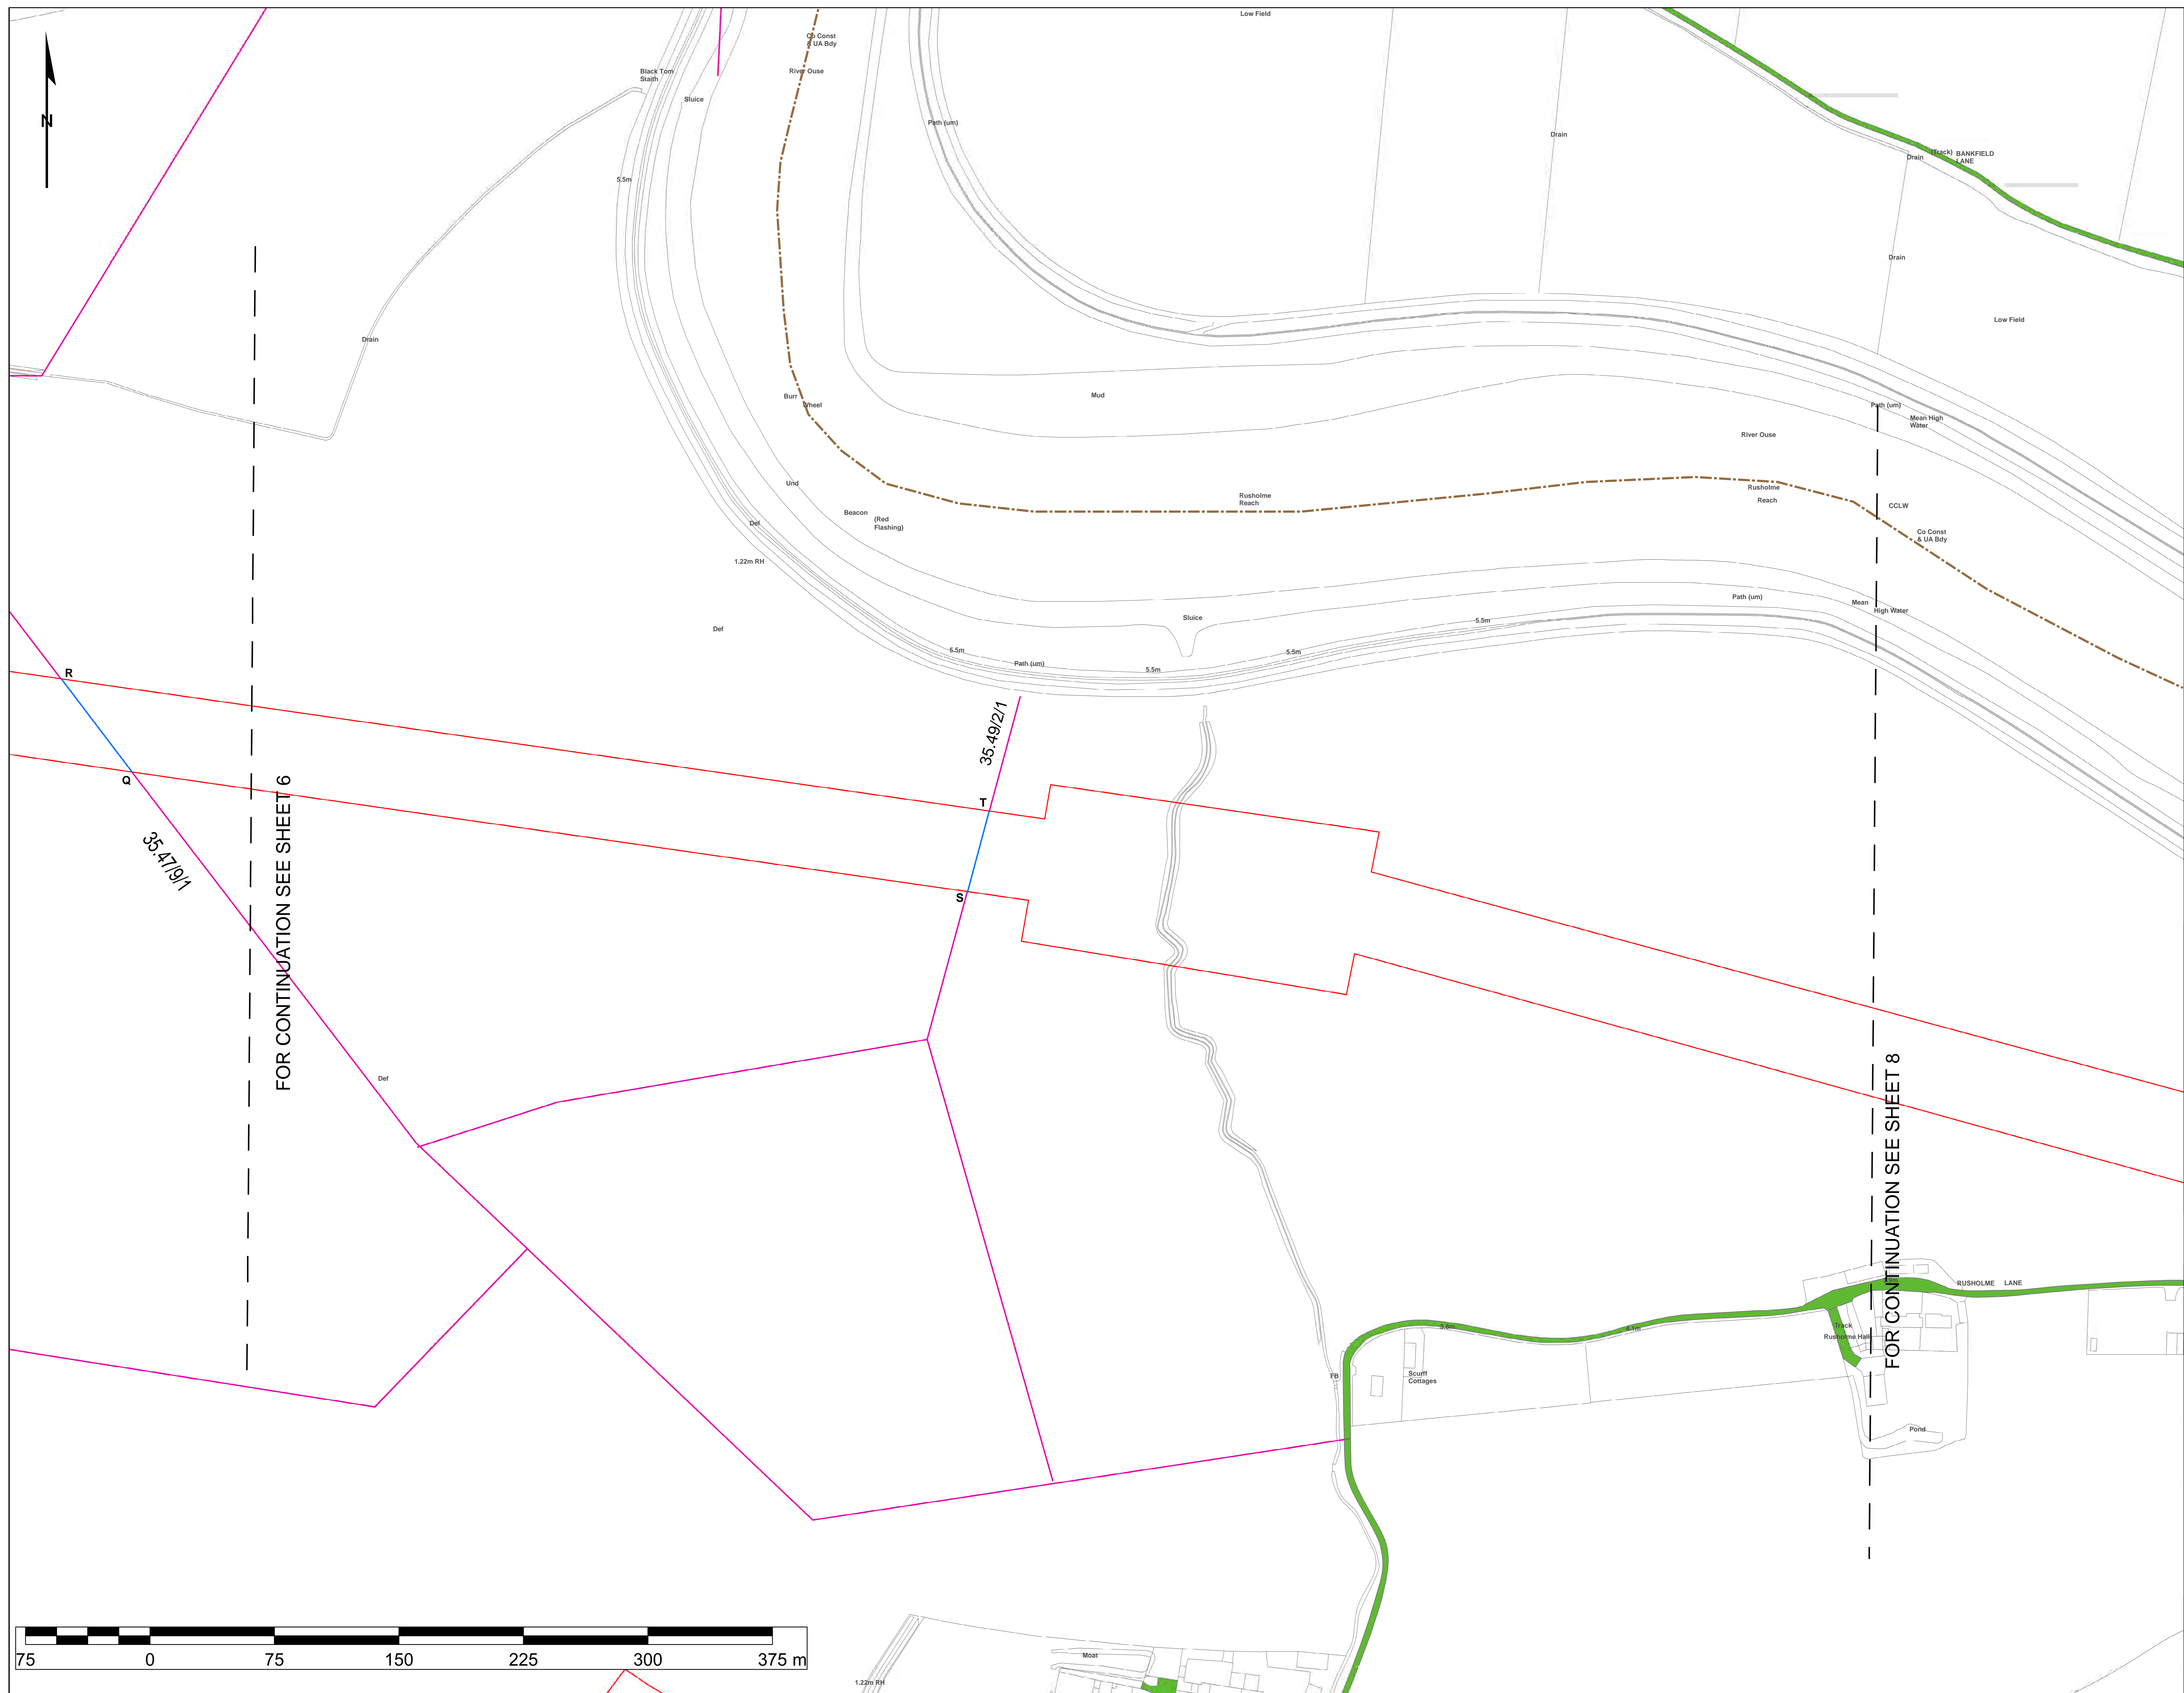 Low Field
Co Const
& UA Bdy
River Ouse
Black Tom
Staith
Sluice
N
Path (um)
Drain
(Track)
BANKFIELD
LANE
Drain
5.5m
Drain
Low Field
Drain
Burr
Wheel
Mud
Path (um)
Mean High
Water
River Ouse
Und
Rusholme
Reach
Rusholme
Reach
CCLW
Beacon
(Red
Flashing)
Def
Co Const
& UA Bdy
1.22m RH
Path (um)
Mean
High Water
Sluice
5.5m
Def
5.5m
5.5m
Path (um)
5.5m
R
35.49/2/1
Q
T
35.47/9/1
S
FOR CONTINUATION SEE SHEET 6
Def
FOR CONTINUATION SEE SHEET 8
RUSHOLME LANE
3.6m
4.1m
Track
Rusholme Hall
FB
Scurff
Cottages
Pond
75 0 75 150 225 300 375 m
Moat
1.22m RH